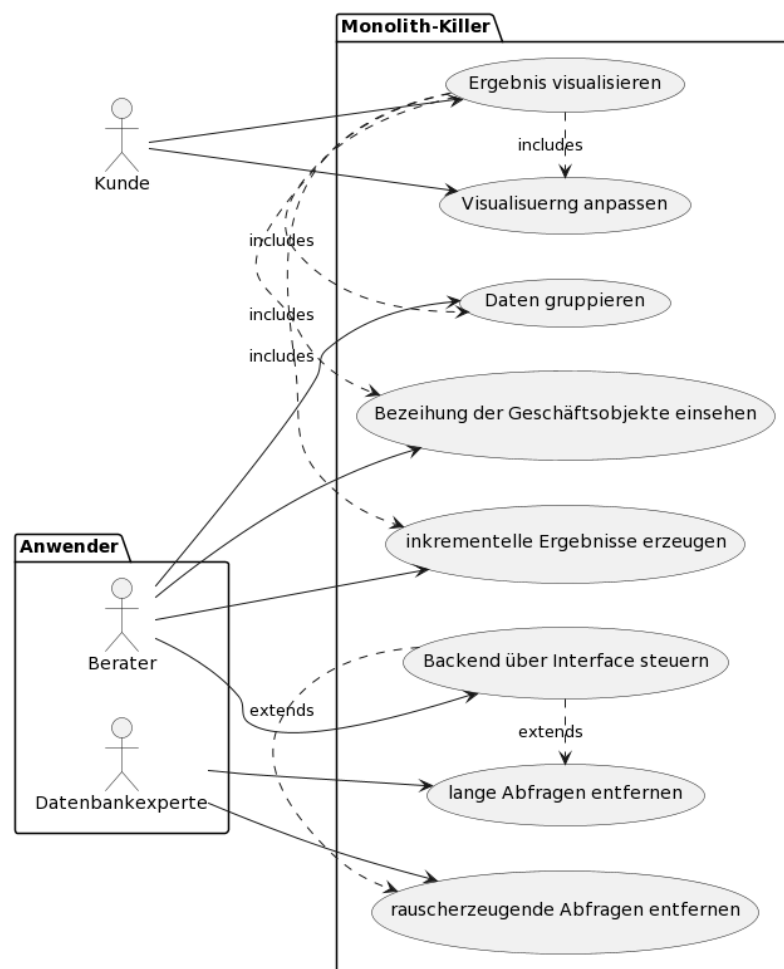 Monolith-Killer
Ergebnis visualisieren
includes
Kunde
Visualisuerng anpassen
includes
Daten gruppieren
includes
includes
Bezeihung der Geschäftsobjekte einsehen
inkrementelle Ergebnisse erzeugen
Anwender
Berater
Backend über Interface steuern
extends
extends
Datenbankexperte
lange Abfragen entfernen
rauscherzeugende Abfragen entfernen